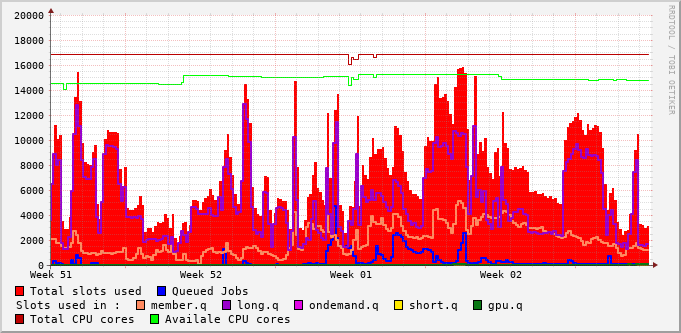 RRDTOOL / TOBI OETIKER
20000
18000
16000
14000
12000
10000
8000
6000
4000
2000
0
Week 51 Week 52 Week 01 Week 02
Total slots used Queued Jobs
Slots used in : member.q long.q ondemand.q short.q gpu.q
Total CPU cores Availale CPU cores